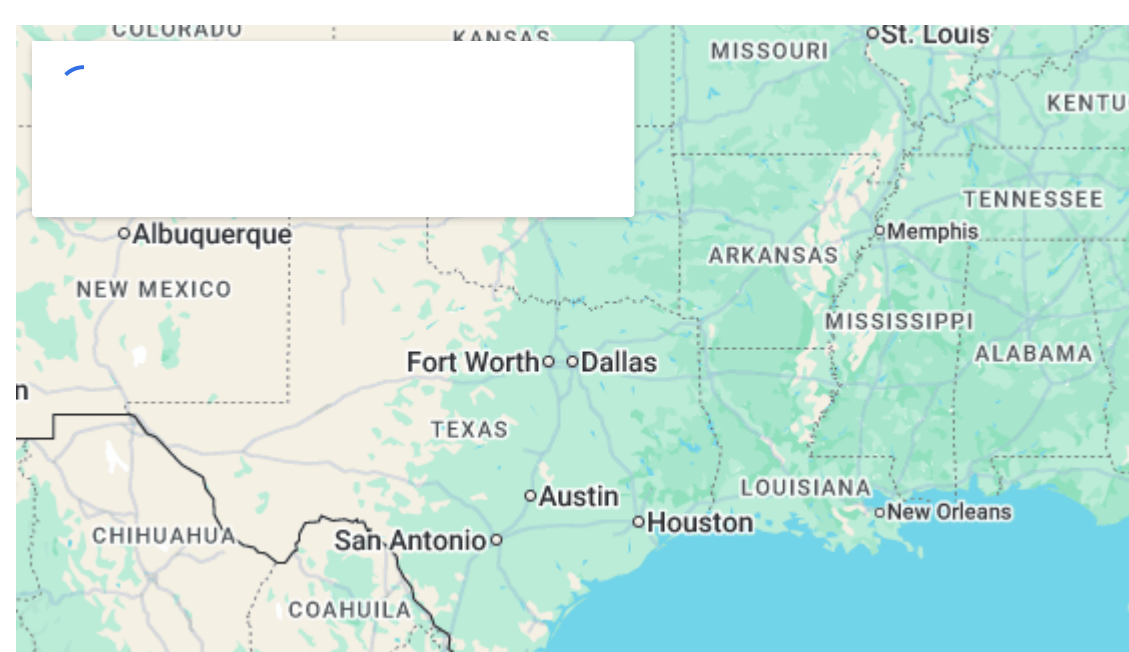 COLORADO
KANSAS
MISSOURI
St. Louis
KENTU
TENNESSEE
Albuquerque
Memphis
ARKANSAS
NEW MEXICO
MISSISSIPPI
ALABAMA
Fort Worth
Dallas
n
TEXAS
LOUISIANA
Austin
New Orleans
Houston
CHIHUAHUA
San Antonio
COAHUILA